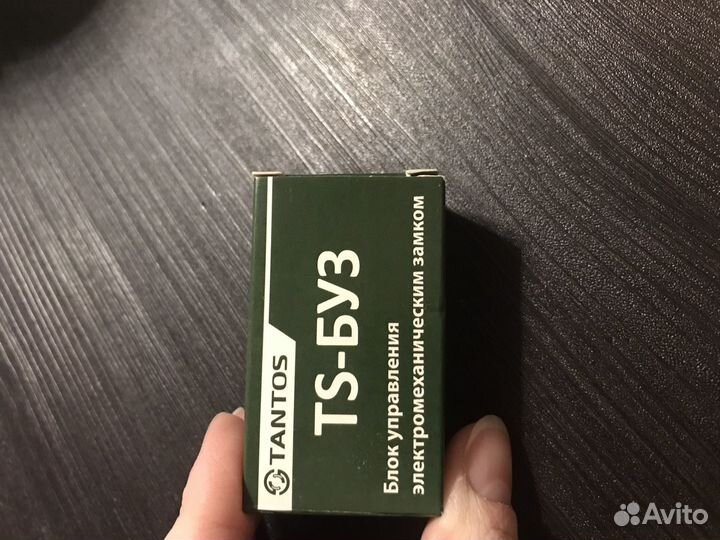 TANTOS
TS-БУЗ
Блок управления
электромеханическим замком
Avito